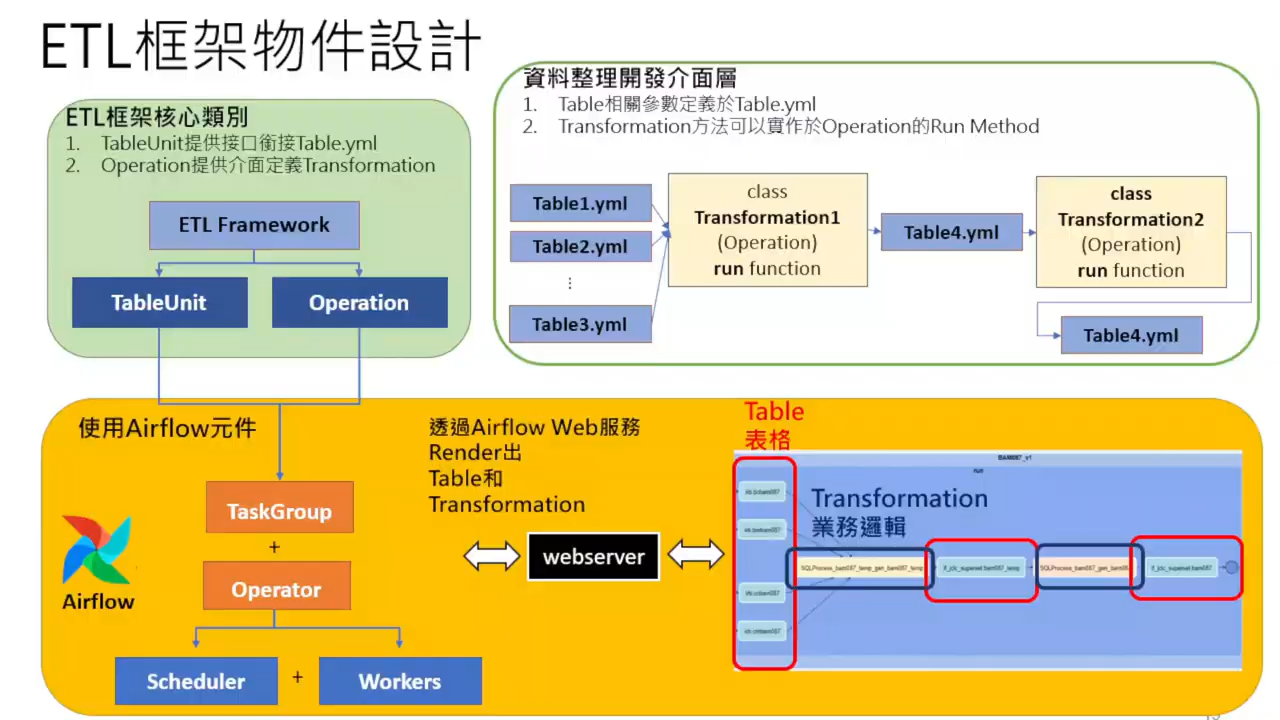 ETL框架物件設計
ETL框架核心類別
1. TableUnit提供接口銜接Table.yml
2. Operation提供介面定義Transformation
ETL Framework
TableUnit
Operation
資料整理開發介面層
1. Table相關參數定義於Table.yml
2. Transformation方法可以實作於Operation的Run Method
Table1.yml
Table2.yml
⋮
Table3.yml
class
Transformation1
(Operation)
run function
Table4.yml
class
Transformation2
(Operation)
run function
Table4.yml
使用Airflow元件
TaskGroup
+
Operator
Airflow
Scheduler
+
Workers
透過Airflow Web服務
Render出
Table和
Transformation
webserver
Table
表格
BAM087_v1
run
Transformation
業務邏輯
SQLProcess_bam087_temp_gen_bam087_temp